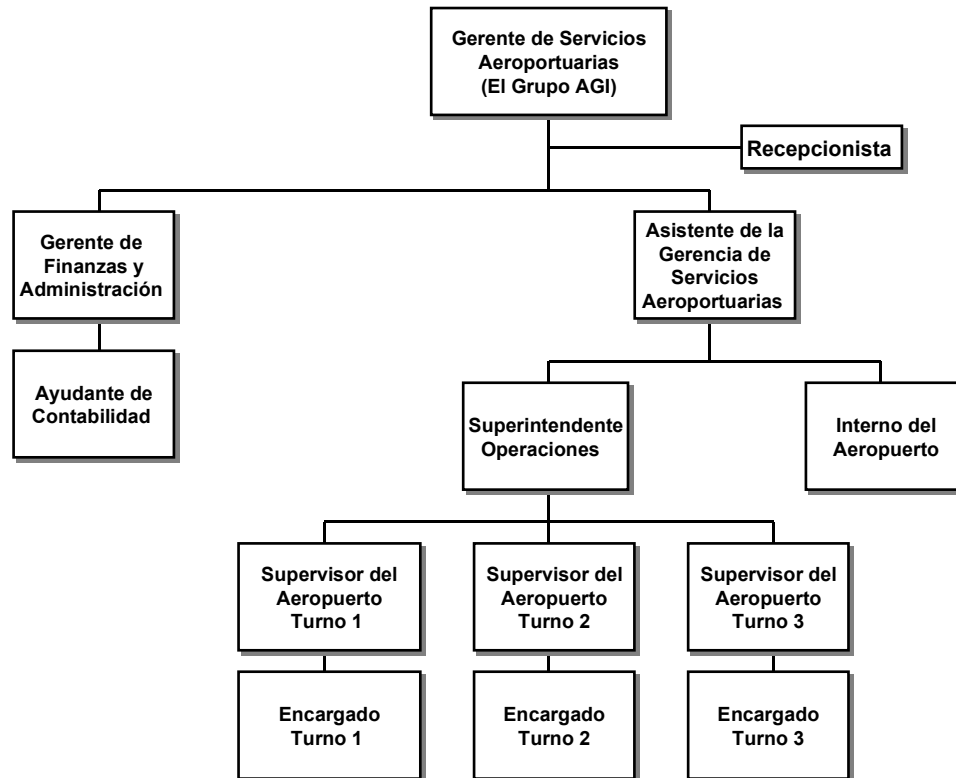 Gerente de Servicios
Aeroportuarias
(El Grupo AGI)
Recepcionista
Gerente de
Finanzas y
Administración
Asistente de la
Gerencia de
Servicios
Aeroportuarias
Ayudante de
Contabilidad
Superintendente
Operaciones
Interno del
Aeropuerto
Supervisor del
Aeropuerto
Turno 1
Supervisor del
Aeropuerto
Turno 2
Supervisor del
Aeropuerto
Turno 3
Encargado
Turno 1
Encargado
Turno 2
Encargado
Turno 3